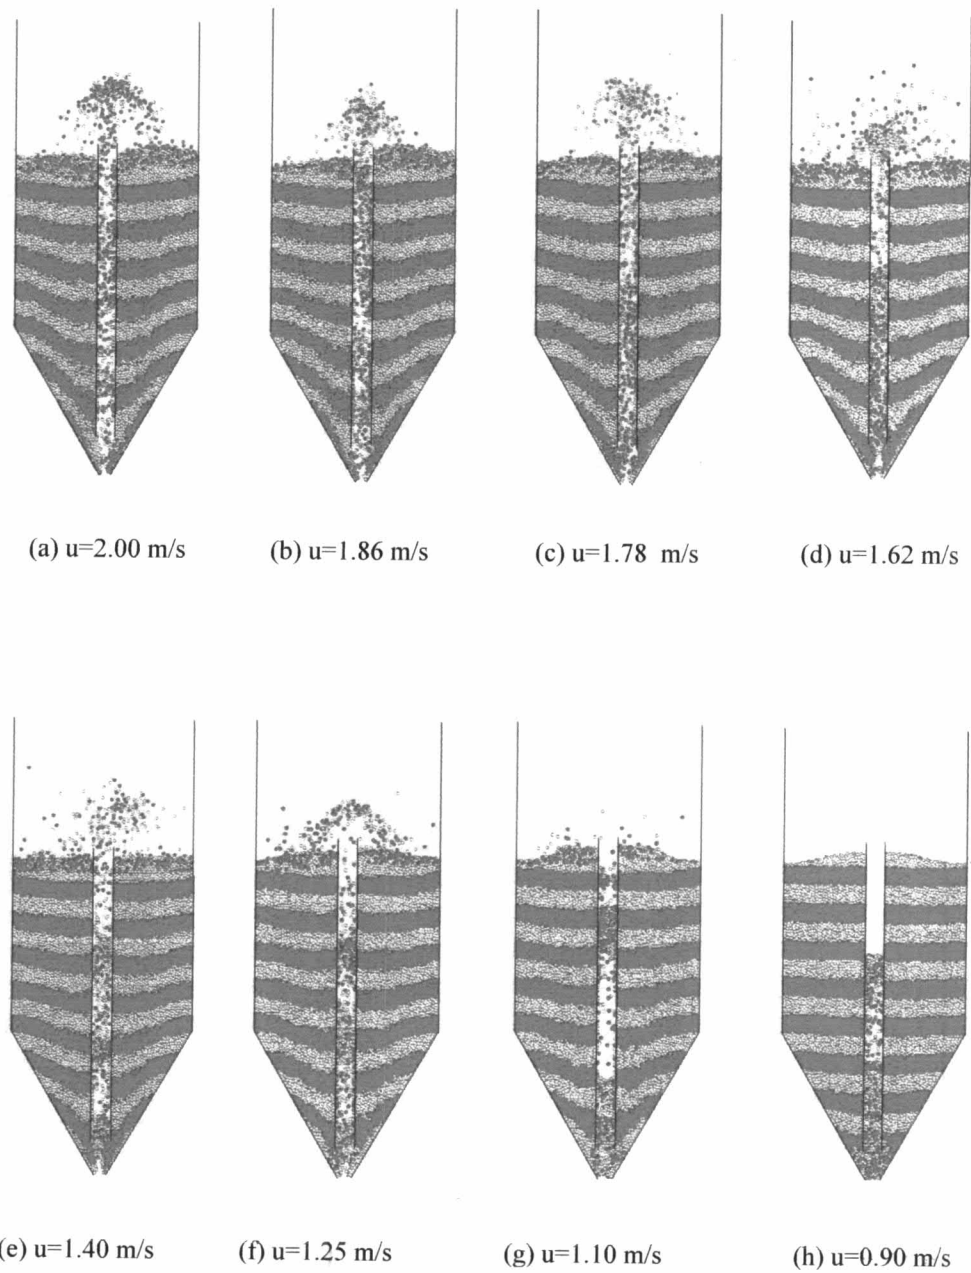 (a) u=2.00 m/s
(b) u=1.86 m/s
(c) u=1.78 m/s
(d) u=1.62 m/s
(e) u=1.40 m/s
(f) u=1.25 m/s
(g) u=1.10 m/s
(h) u=0.90 m/s